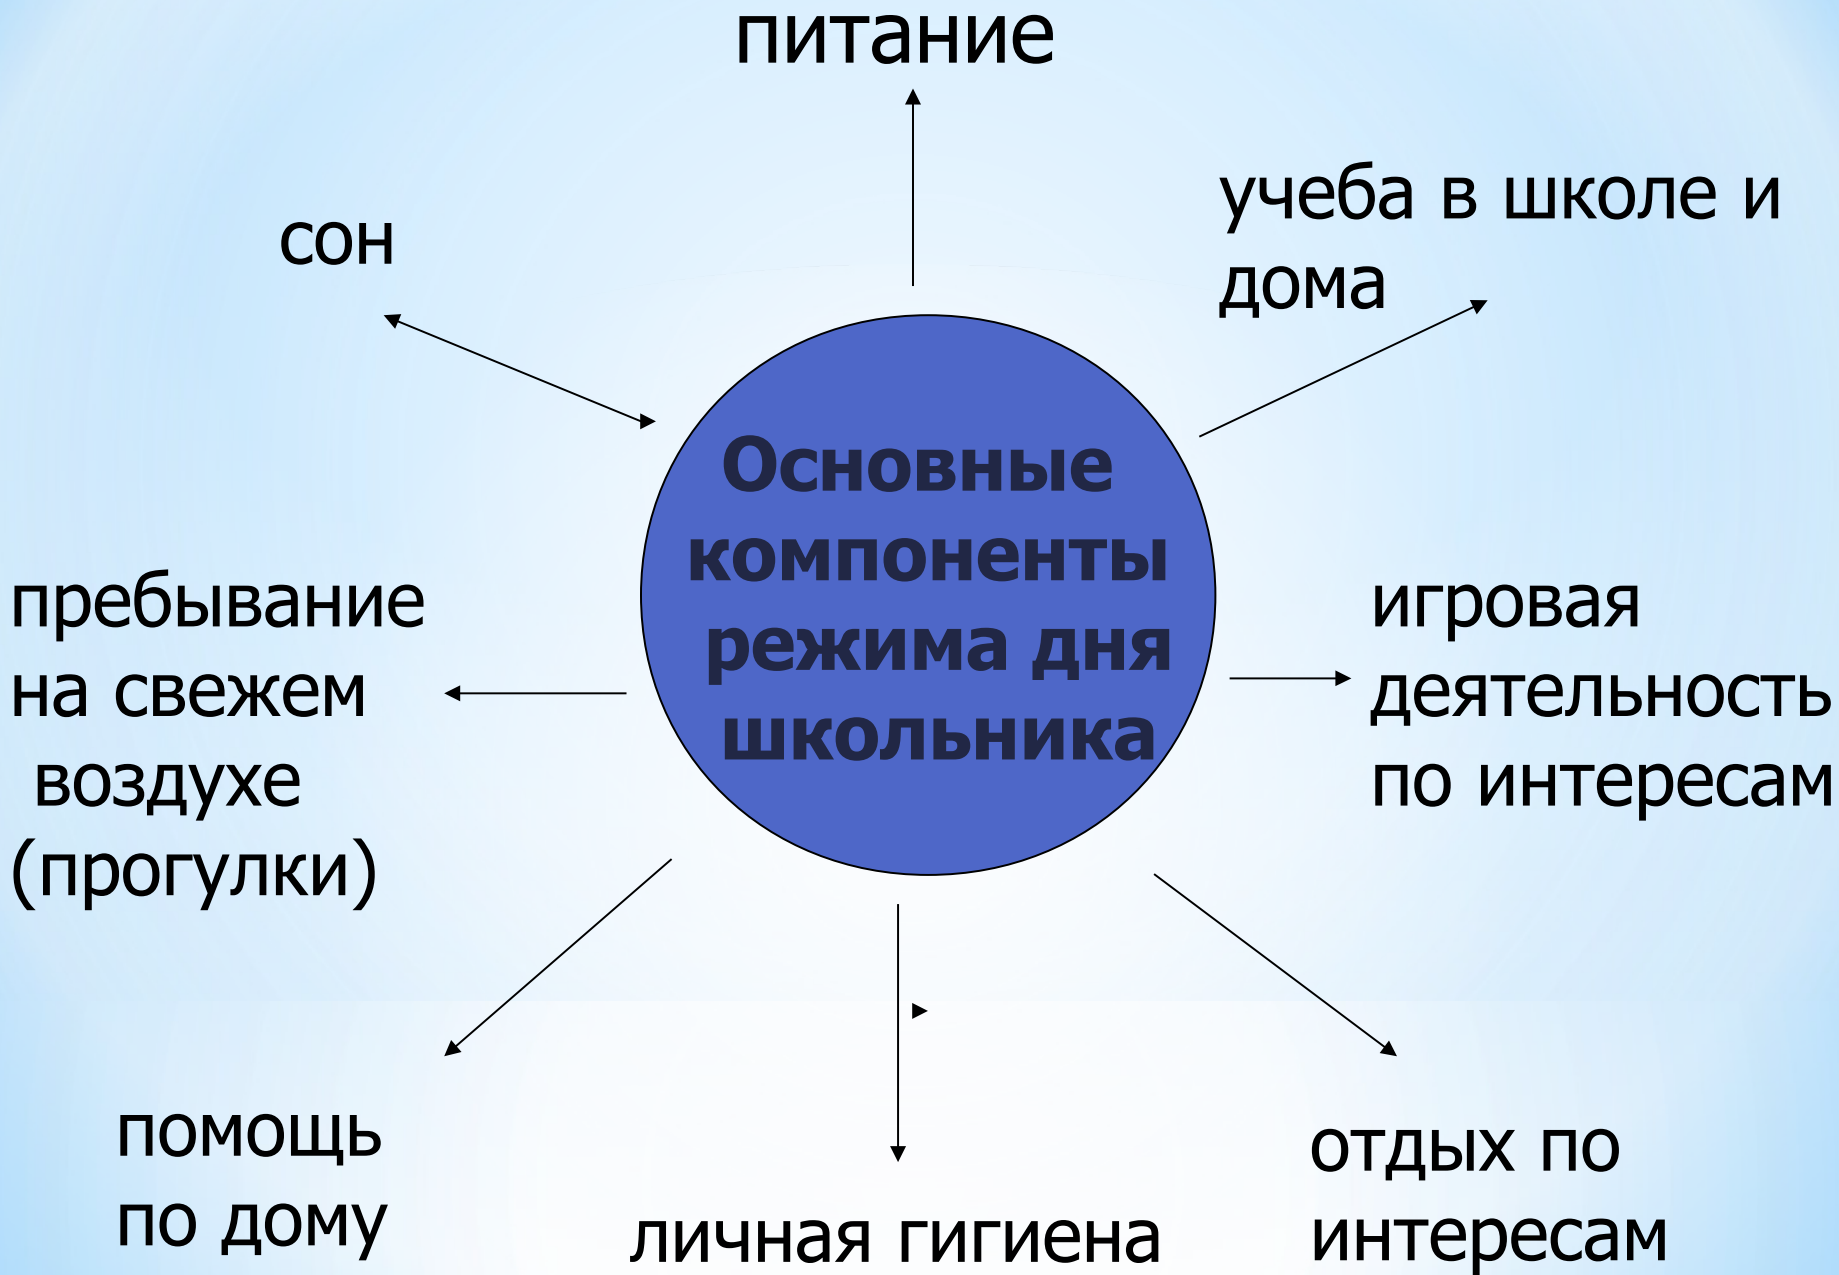 питание
сон
учеба в школе и
дома
Основные
компоненты
режима дня
школьника
пребывание
на свежем
воздухе
(прогулки)
игровая
деятельность
по интересам
помощь
по дому
личная гигиена
отдых по
интересам